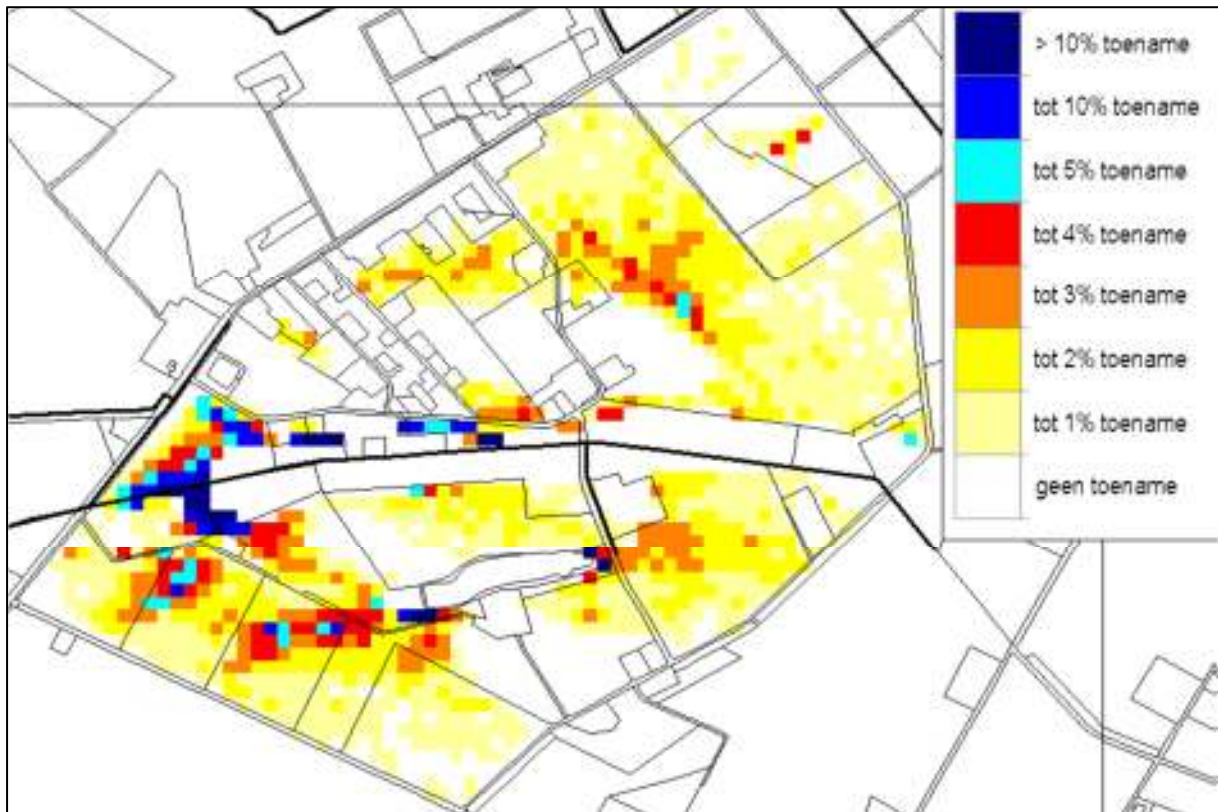 > 10% toename
tot 10% toename
tot 5% toename
tot 4% toename
tot 3% toename
tot 2% toename
tot 1% toename
geen toename